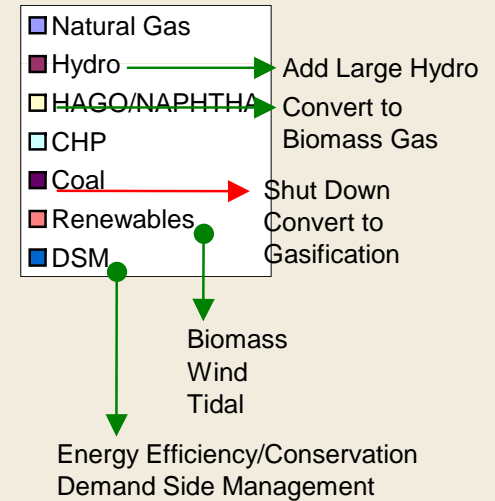 Natural Gas
Hydro
HAGO/NAPHTHA
CHP
Coal
Renewables
DSM
Add Large Hydro
Convert to
Biomass Gas
Shut Down
Convert to
Gasification
Biomass
Wind
Tidal
Energy Efficiency/Conservation
Demand Side Management